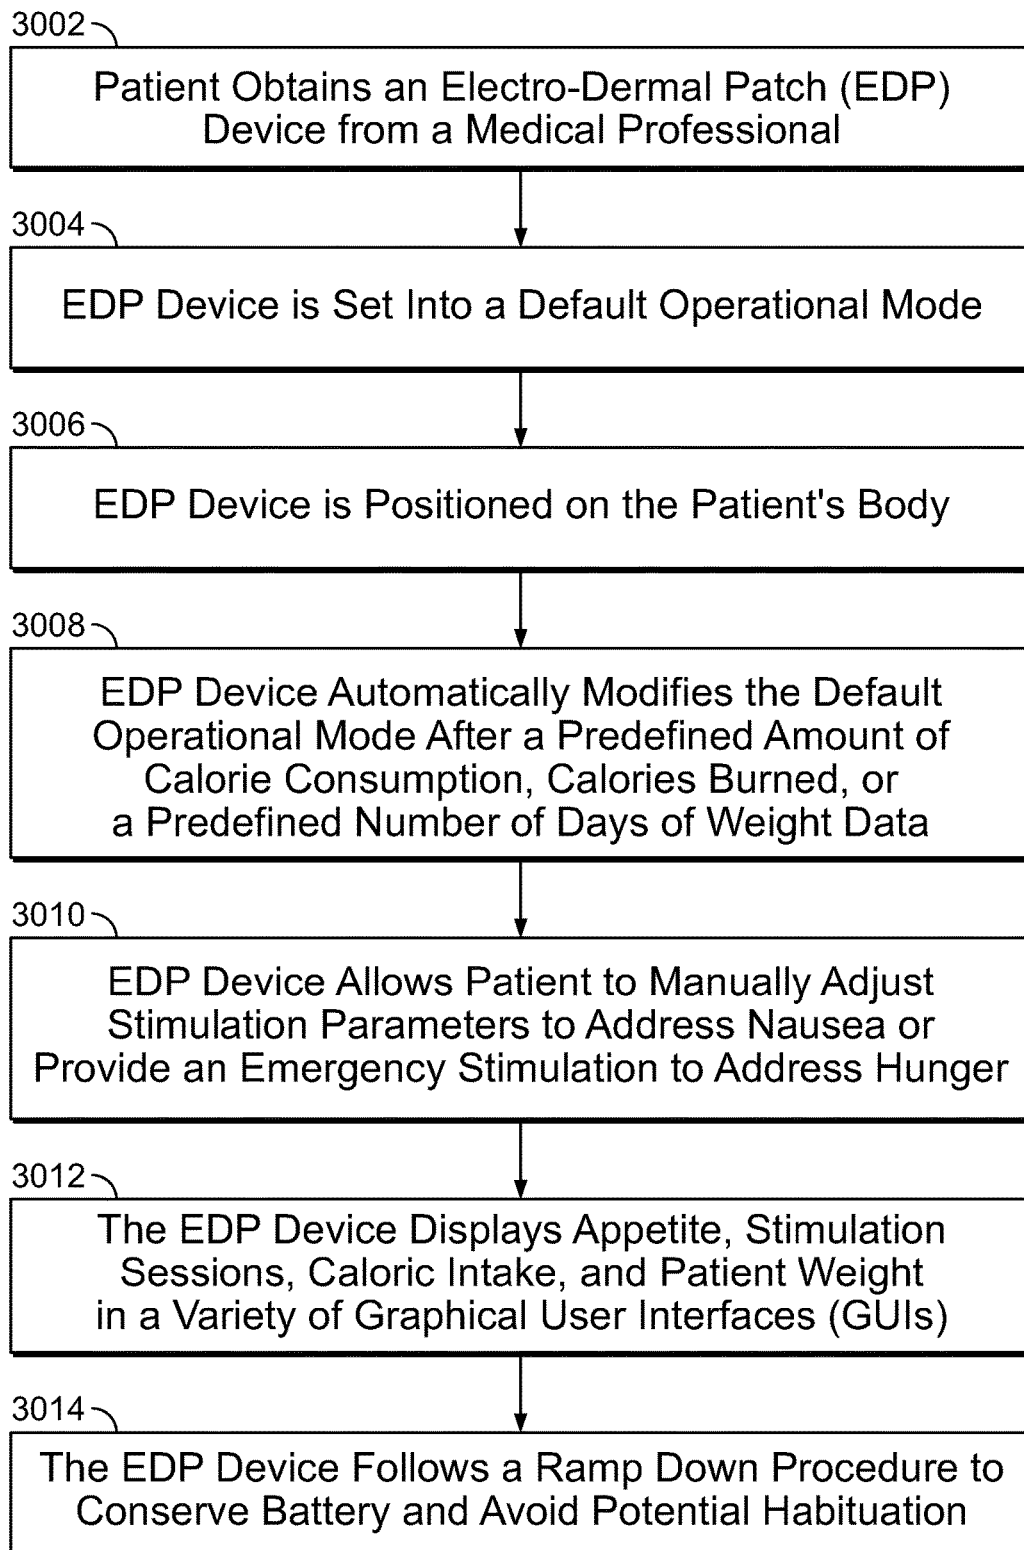 3002
Patient Obtains an Electro-Dermal Patch (EDP)
Device from a Medical Professional
3004
EDP Device is Set Into a Default Operational Mode
3006
EDP Device is Positioned on the Patient's Body
3008
EDP Device Automatically Modifies the Default
Operational Mode After a Predefined Amount of
Calorie Consumption, Calories Burned, or
a Predefined Number of Days of Weight Data
3010
EDP Device Allows Patient to Manually Adjust
Stimulation Parameters to Address Nausea or
Provide an Emergency Stimulation to Address Hunger
3012
The EDP Device Displays Appetite, Stimulation
Sessions, Caloric Intake, and Patient Weight
in a Variety of Graphical User Interfaces (GUIs)
3014
The EDP Device Follows a Ramp Down Procedure to
Conserve Battery and Avoid Potential Habituation